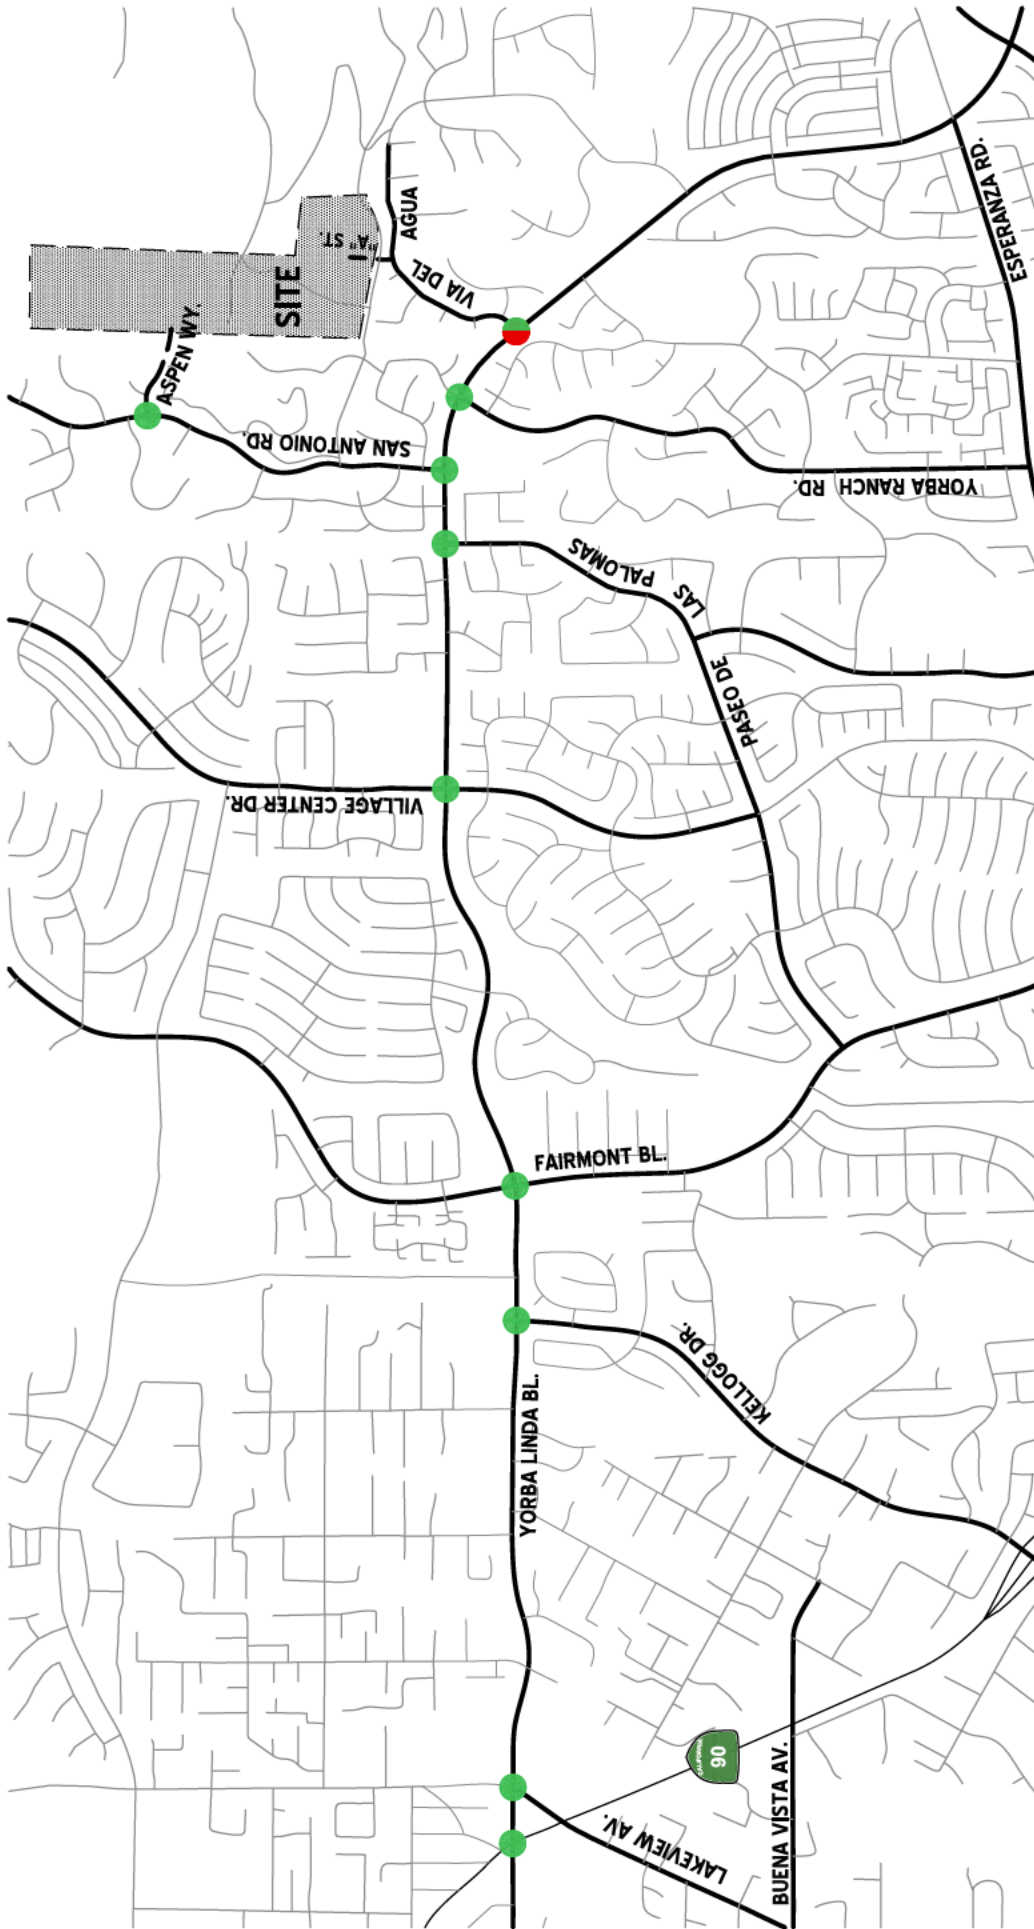 ESPERANZA RD.
AGUA
"A" ST.
VIA DEL
SITE
ASPEN WY.
SAN ANTONIO RD.
YORBA RANCH RD.
PASEO DE
LAS
PALOMAS
VILLAGE CENTER DR.
FAIRMONT BL.
KELLOGG DR.
YORBA LINDA BL.
CALIFORNIA
90
LAKEVIEW AV.
BUENA VISTA AV.